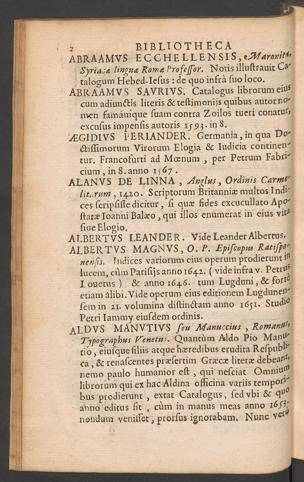 2 BIBLIOTHECA
ABRAAMVS ECCHELLENSIS, Maronita
Syriacæ linguæ Romæ Professor. Notis illustravit Ca-
talogum Hebed-Iesus: de quo infrà suo loco.
ABRAAMVS SAVRIVS. Catalogus librorum eius
cum adiunctis literis & testimoniis quibus autor no-
men famámque suam contra Zoilos tueri conatur,
excusus impensis autoris 1593. in 8.
ÆGIDIVS PERIANDER. Germania, in qua Do-
ctissimorum Virorum Elogia & Iudicia continen-
tur. Francofurti ad Mœnum, per Petrum Fabri-
cium, in 8. anno 1567.
ALANVS DE LINNA, Anglus, Ordinis Carme-
litarum, 1420. Scriptorum Britanniæ multos Indi-
ces scripsisse dicitur, si quæ fides excucullato Apo-
statæ Ioanni Balæo, qui illos enumerat in eius vitâ
siue Elogio.
ALBERTVS LEANDER. Vide Leander Albertus.
ALBERTVS MAGNVS, O. P. Episcopus Ratispo-
nensis. Indices variorum eius operum prodierunt in
lucem, cùm Parisijs anno 1642. (vide infra v. Petrus
Louetus) & anno 1646. tum Lugduni, & fortè
etiam alibi. Vide operum eius editionem Lugdunen-
sem in 21. volumina distinctam anno 1651. Studio
Petri Iammy eiusdem ordinis.
ALDVS MANVTIVS seu Manuccius, Romanus,
Typographus Venetus. Quantùm Aldo Pio Manu-
tio, eiusque filiis atque hæredibus erudita Respubli-
ca, & renascentes præsertim Græcæ literæ debeant,
nemo paulo humanior est, qui nesciat. Omnium
librorum qui ex hac Aldina officina variis tempori-
bus prodierunt, extat Catalogus, sed vbi & quo
anno editus sit, cùm in manus meas anno 1653.
nondum venisset, prorsus ignorabam. Nunc verò